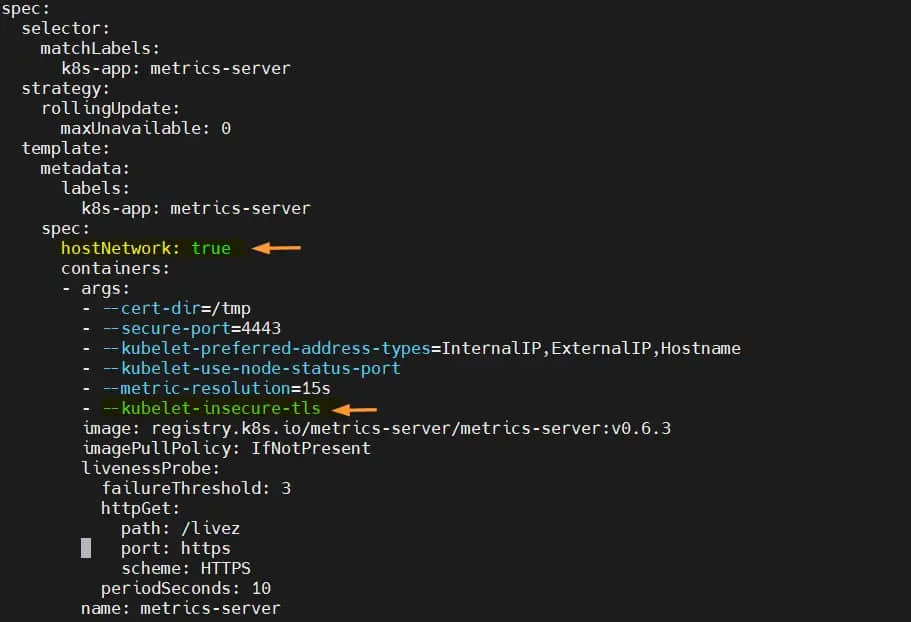 spec:
  selector:
    matchLabels:
      k8s-app: metrics-server
  strategy:
    rollingUpdate:
      maxUnavailable: 0
  template:
    metadata:
      labels:
        k8s-app: metrics-server
    spec:
      hostNetwork: true
      containers:
      - args:
        - --cert-dir=/tmp
        - --secure-port=4443
        - --kubelet-preferred-address-types=InternalIP,ExternalIP,Hostname
        - --kubelet-use-node-status-port
        - --metric-resolution=15s
        - --kubelet-insecure-tls
        image: registry.k8s.io/metrics-server/metrics-server:v0.6.3
        imagePullPolicy: IfNotPresent
        livenessProbe:
          failureThreshold: 3
          httpGet:
            path: /livez
            port: https
            scheme: HTTPS
          periodSeconds: 10
        name: metrics-server